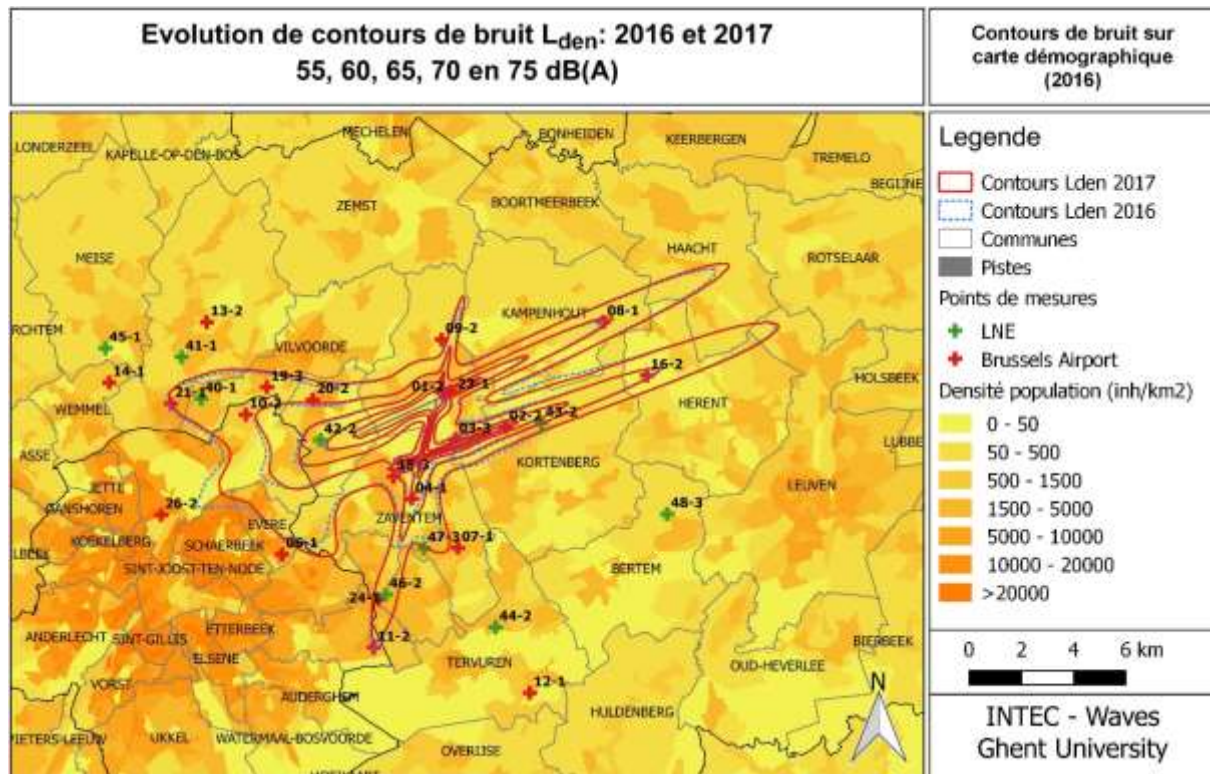 Evolution de contours de bruit Lden: 2016 et 2017
55, 60, 65, 70 en 75 dB(A)
Contours de bruit sur
carte démographique
(2016)
MECHELEN
BONHEIDEN
KEERBERGEN
LONDERZEEL
KAPELLE-OP-DEN-BOS
TREMELO
BEGIJNE
ZEMST
BOORTMEERBEEK
HAACHT
ROTSELAAR
MEISE
KAMPENHOUT
08-1
13-2
09-2
RCHTEM
45-1
41-1
VILVOORDE
16-2
14-1
19-3
HOLSBEEK
21-1
40-1
20-2
01-2
23-1
WEMMEL
10-2
HERENT
02-2
43-2
42-2
03-3
LUBBE
ASSE
KORTENBERG
JETTE
04-1
LEUVEN
GANSHOREN
26-2
48-3
EVERE
ZAVENTEM
KOEKELBERG
SCHAERBEEK
06-1
47-3
07-1
LBEEK
SINT-JOOST-TEN-NODE
BERTEM
46-2
ETTERBEEK
44-2
ANDERLECHT
SINT-GILLIS
11-2
BIERBEEK
ELSENE
TERVUREN
OUD-HEVERLEE
VORST
AUDERGHEM
12-1
HULDENBERG
PIETERS-LEEUW
UKKEL
WATERMAAL-BOSVOORDE
OVERIJSE
N
Legende
Contours Lden 2017
Contours Lden 2016
Communes
Pistes
Points de mesures
LNE
Brussels Airport
Densité population (inh/km2)
0 - 50
50 - 500
500 - 1500
1500 - 5000
5000 - 10000
10000 - 20000
>20000
0 2 4 6 km
INTEC - Waves
Ghent University